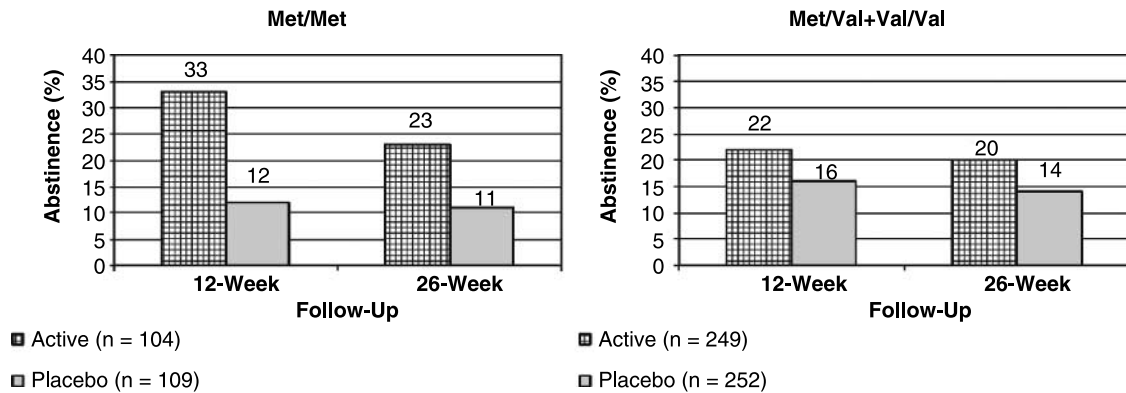 Met/Met
Abstinence (%)
40
35
30
25
20
15
10
5
0
33
12
23
11
12-Week
26-Week
Follow-Up
Active (n = 104)
Placebo (n = 109)
Met/Val+Val/Val
Abstinence (%)
40
35
30
25
20
15
10
5
0
22
16
20
14
12-Week
26-Week
Follow-Up
Active (n = 249)
Placebo (n = 252)